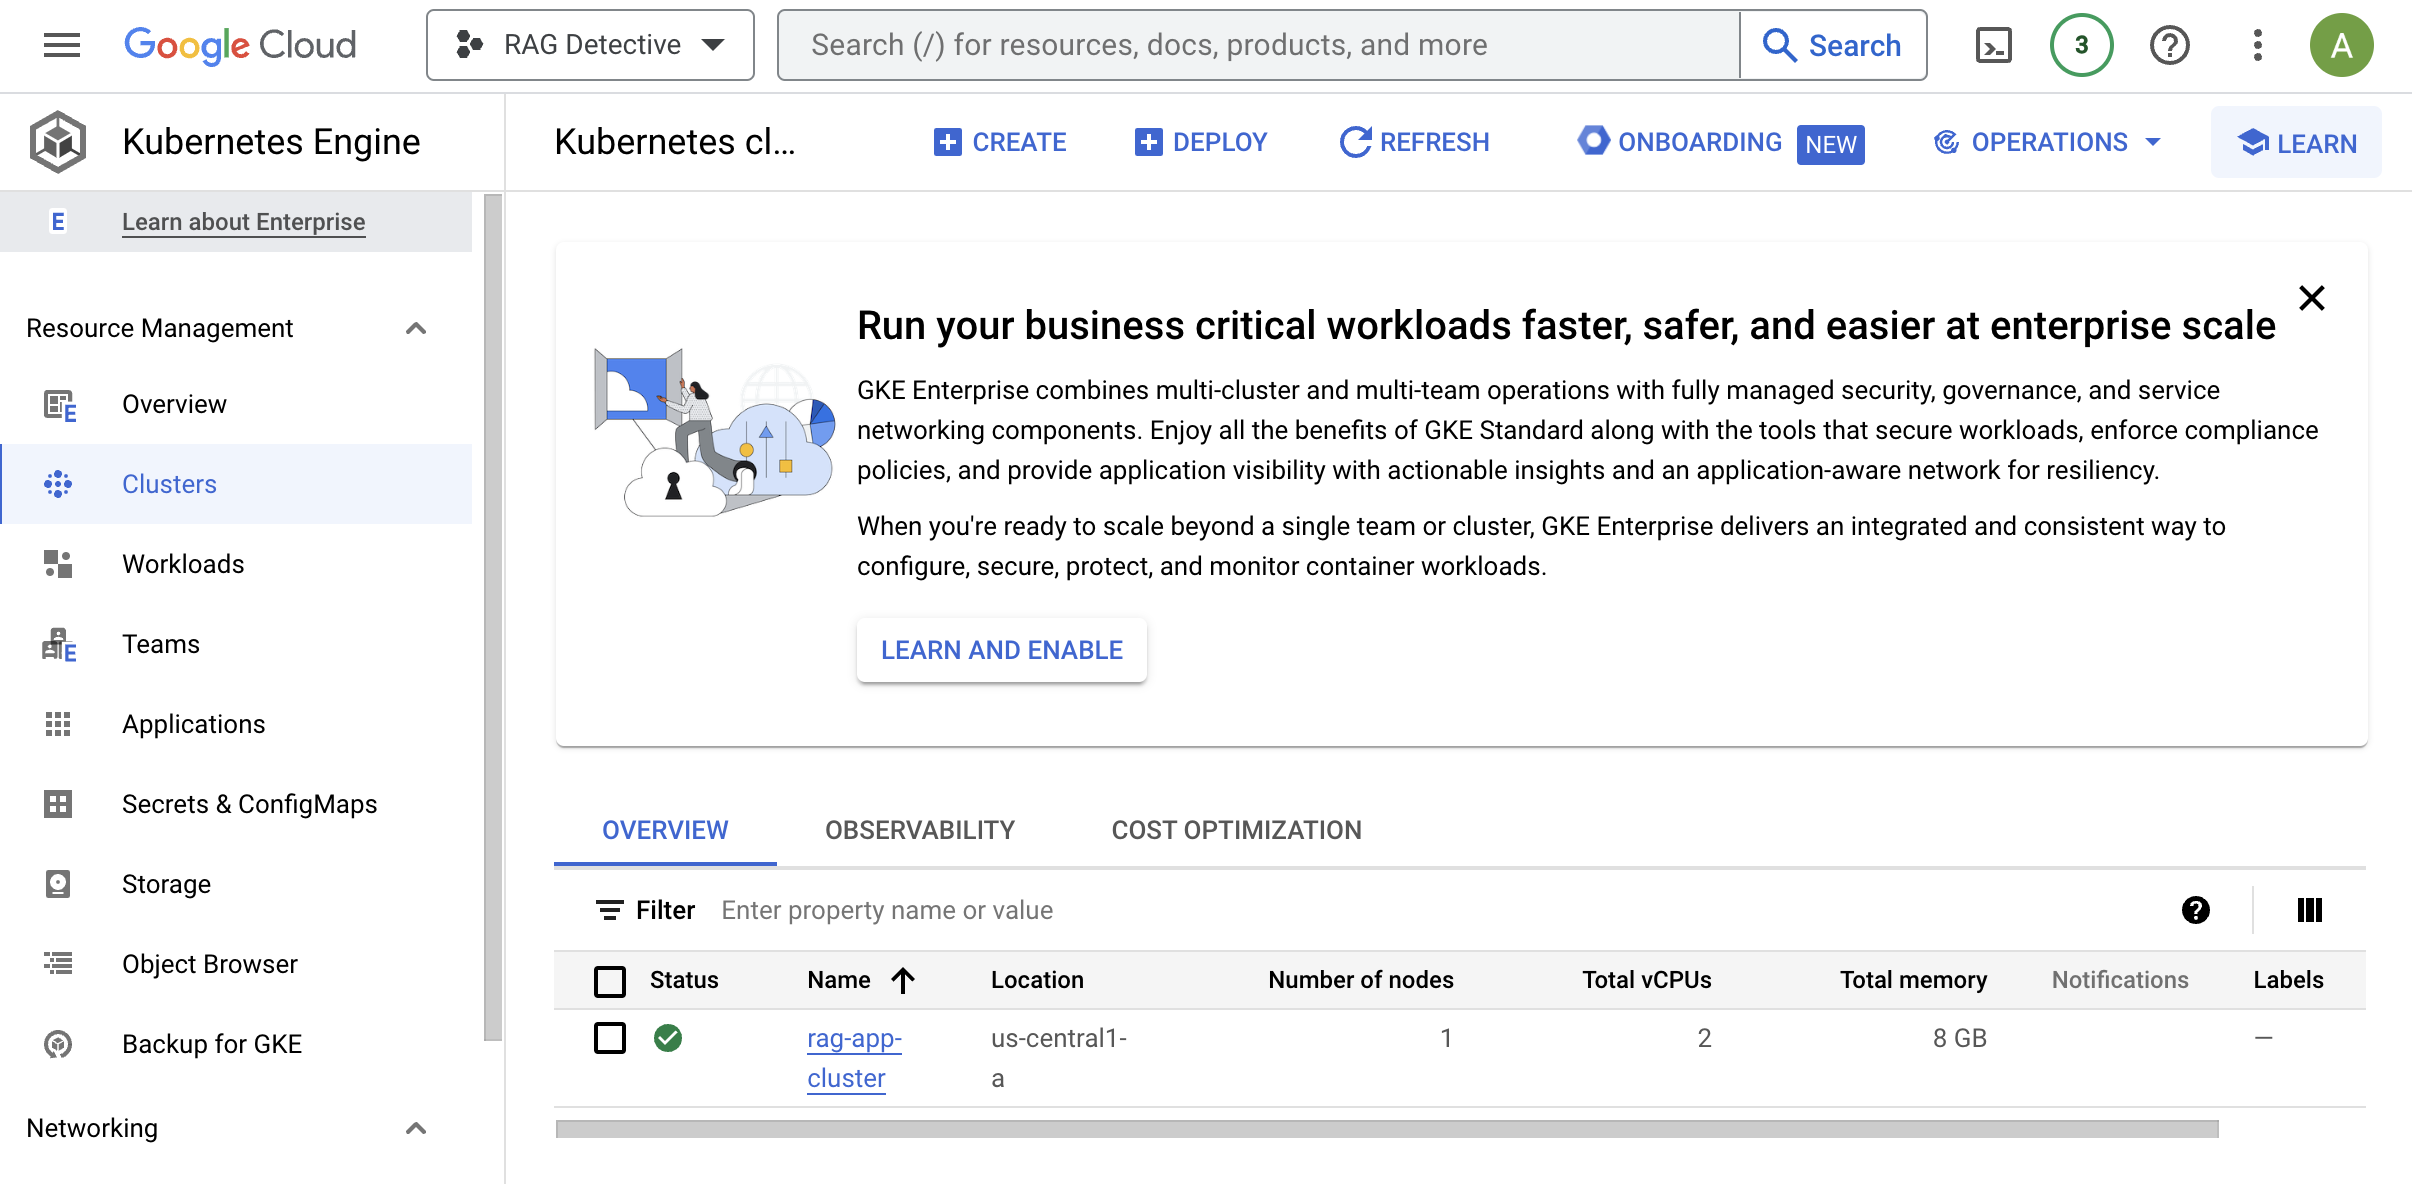 Google Cloud
RAG Detective
Search (/) for resources, docs, products, and more
Search
3
A
Kubernetes Engine
Kubernetes cl...
CREATE
DEPLOY
REFRESH
ONBOARDING
NEW
OPERATIONS
LEARN
E
Learn about Enterprise
Resource Management
E
Overview
Clusters
Workloads
E
Teams
Applications
Secrets & ConfigMaps
Storage
Object Browser
Backup for GKE
Networking
Run your business critical workloads faster, safer, and easier at enterprise scale
GKE Enterprise combines multi-cluster and multi-team operations with fully managed security, governance, and service
networking components. Enjoy all the benefits of GKE Standard along with the tools that secure workloads, enforce compliance
policies, and provide application visibility with actionable insights and an application-aware network for resiliency.
When you're ready to scale beyond a single team or cluster, GKE Enterprise delivers an integrated and consistent way to
configure, secure, protect, and monitor container workloads.
LEARN AND ENABLE
OVERVIEW
OBSERVABILITY
COST OPTIMIZATION
Filter
Enter property name or value
Status
Name
Location
Number of nodes
Total vCPUs
Total memory
Notifications
Labels
rag-app-
cluster
us-central1-
a
1
2
8 GB
—